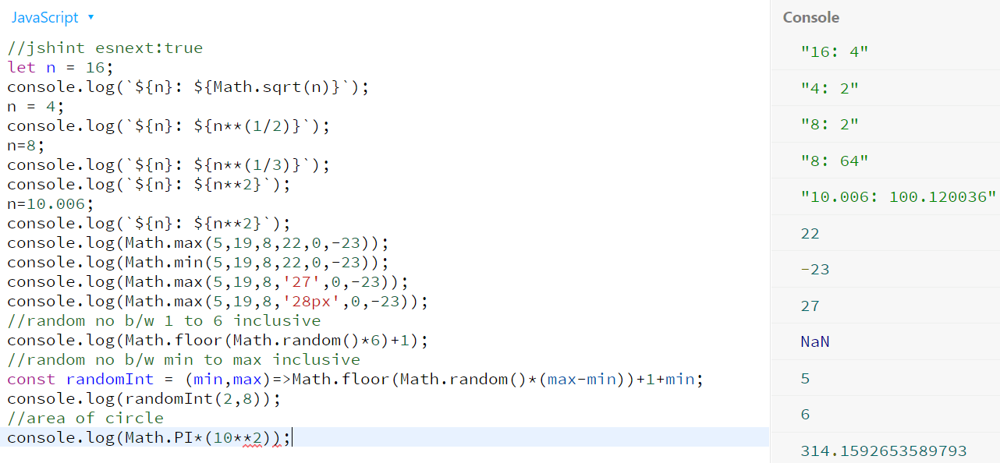 JavaScript
//jshint esnext:true
let n = 16;
console.log(`${n}: ${Math.sqrt(n)}`);
n = 4;
console.log(`${n}: ${n**(1/2)}`);
n=8;
console.log(`${n}: ${n**(1/3)}`);
console.log(`${n}: ${n**2}`);
n=10.006;
console.log(`${n}: ${n**2}`);
console.log(Math.max(5,19,8,22,0,-23));
console.log(Math.min(5,19,8,22,0,-23));
console.log(Math.max(5,19,8,'27',0,-23));
console.log(Math.max(5,19,8,'28px',0,-23));
//random no b/w 1 to 6 inclusive
console.log(Math.floor(Math.random()*6)+1);
//random no b/w min to max inclusive
const randomInt = (min,max)=>Math.floor(Math.random()*(max-min))+1+min;
console.log(randomInt(2,8));
//area of circle
console.log(Math.PI*(10**2));
Console
"16: 4"
"4: 2"
"8: 2"
"8: 64"
"10.006: 100.120036"
22
-23
27
NaN
5
6
314.1592653589793